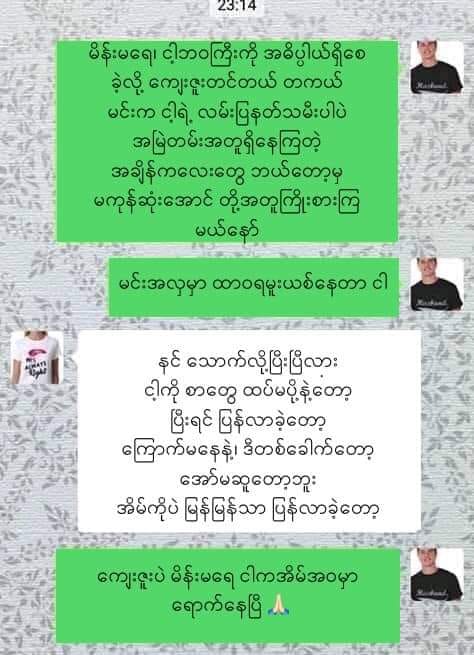 23:14
မိန်းမရေ၊ ငါ့ဘဝကြီးကို အဓိပ္ပါယ်ရှိစေ
ခဲ့လို့ ကျေးဇူးတင်တယ် တကယ်
မင်းက ငါ့ရဲ့ လမ်းပြနတ်သမီးပါပဲ
အမြဲတမ်းအတူရှိနေကြတဲ့
အချိန်ကလေးတွေ ဘယ်တော့မှ
မကုန်ဆုံးအောင် တို့အတူကြိုးစားကြ
မယ်နော်
Husband.
မင်းအလှမှာ ထာဝရမူးယစ်နေတာ ငါ
Husband.
MRS
ALWAYS
Right
နင် သောက်လို့ပြီးပြီလား
ငါ့ကို စာတွေ ထပ်မပို့နဲ့တော့
ပြီးရင် ပြန်လာခဲ့တော့
ကြောက်မနေနဲ့၊ ဒီတစ်ခေါက်တော့
အော်မဆူတော့ဘူး
အိမ်ကိုပဲ မြန်မြန်သာ ပြန်လာခဲ့တော့
ကျေးဇူးပဲ မိန်းမရေ ငါကအိမ်အဝမှာ
ရောက်နေပြီ 🙏🏻
Husband.